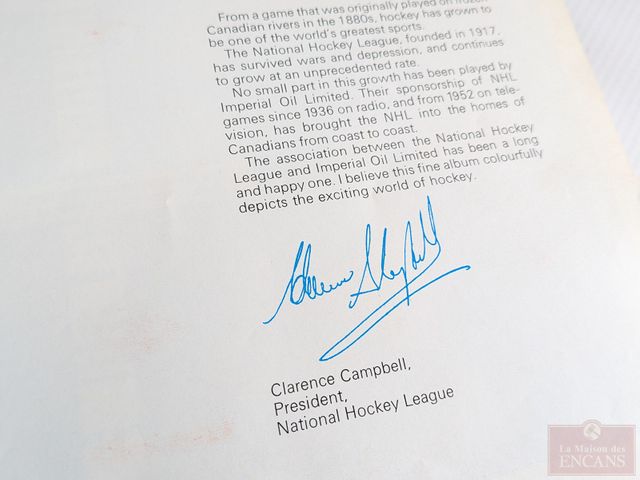 From a game that was originally played on frozen
Canadian rivers in the 1880s, hockey has grown to
be one of the world's greatest sports.
The National Hockey League, founded in 1917,
has survived wars and depression, and continues
to grow at an unprecedented rate.
No small part in this growth has been played by
Imperial Oil Limited. Their sponsorship of NHL
games since 1936 on radio, and from 1952 on tele-
vision, has brought the NHL into the homes of
Canadians from coast to coast.
The association between the National Hockey
League and Imperial Oil Limited has been a long
and happy one. I believe this fine album colourfully
depicts the exciting world of hockey.
Clarence Campbell,
President,
National Hockey League
La Maison des
ENCANS